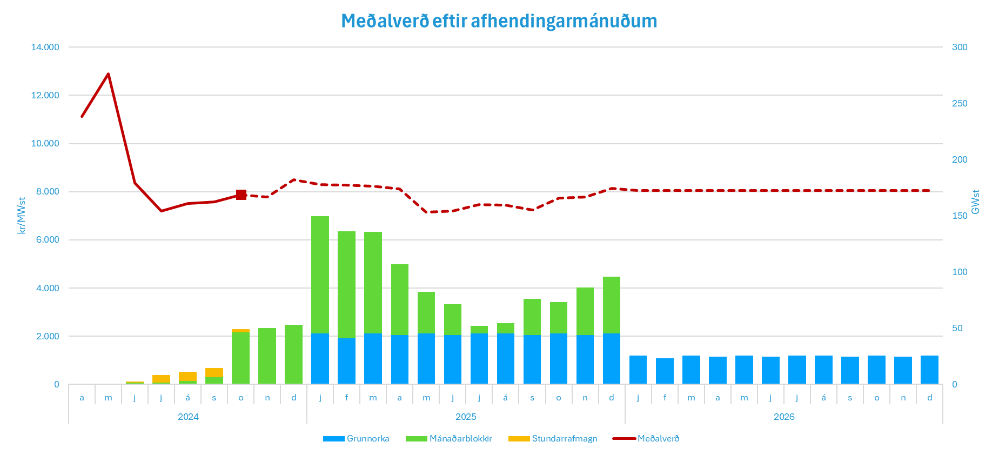 Meðalverð eftir afhendingarmánuðum
14.000
12.000
10.000
8.000
6.000
4.000
2.000
0
kr/MWst
300
250
200
150
100
50
0
GWst
a m j j á s o n d j f m a m j j á s o n d j f m a m j j á s o n d
2024 2025 2026
Grunnorka Mánaðarblokkir Stundarrafmagn Meðalverð